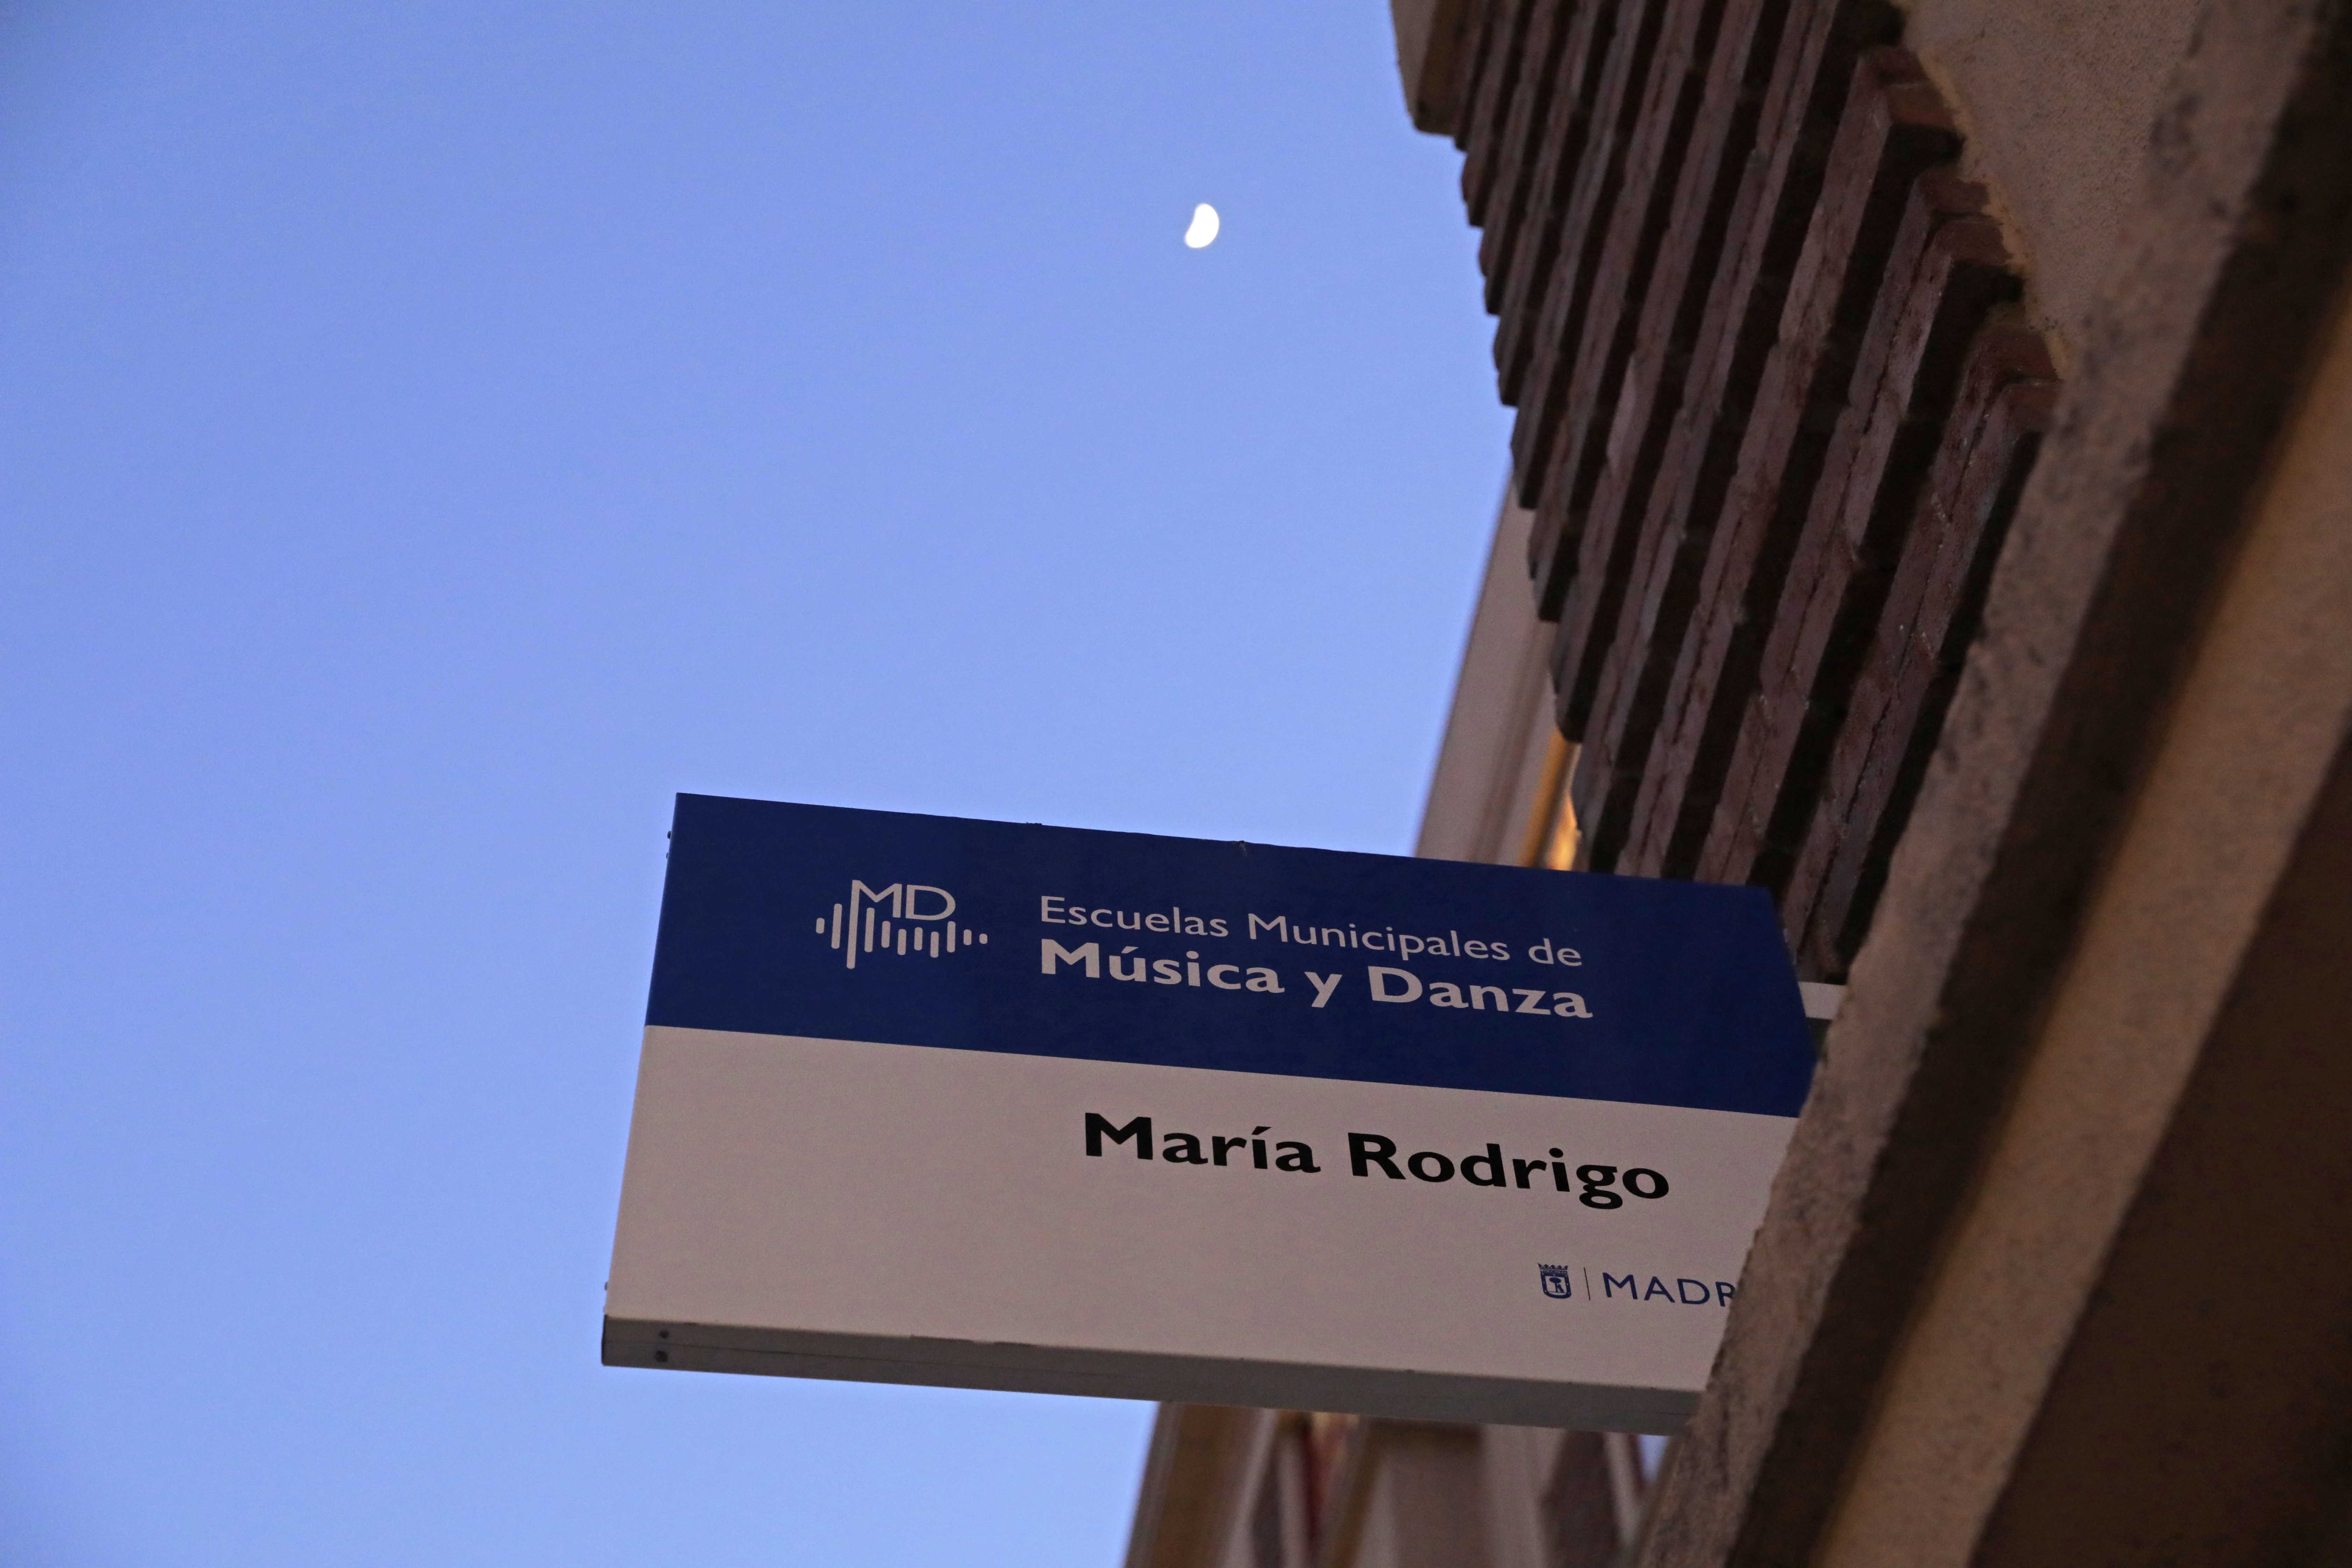 MD
Escuelas Municipales de
Música y Danza
María Rodrigo
MADR